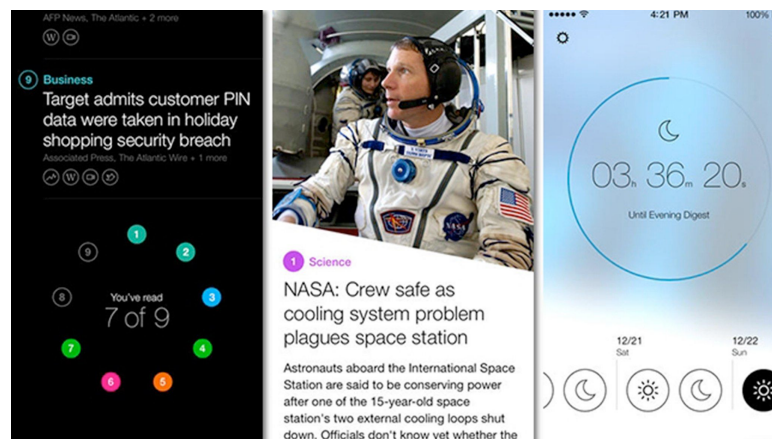 AFP News, The Atlantic + 2 more
W
9 Business
Target admits customer PIN
data were taken in holiday
shopping security breach
Associated Press, The Atlantic Wire + 1 more
W
1
9
2
8
You've read
7 of 9
3
7
4
6
5
NASA
1 Science
NASA: Crew safe as
cooling system problem
plagues space station
Astronauts aboard the International Space
Station are said to be conserving power
after one of the 15-year-old space
station's two external cooling loops shut
down. Officials don't know yet whether the
4:21 PM
100%
03h 36m 20s
Until Evening Digest
12/21
Sat
12/22
Sun